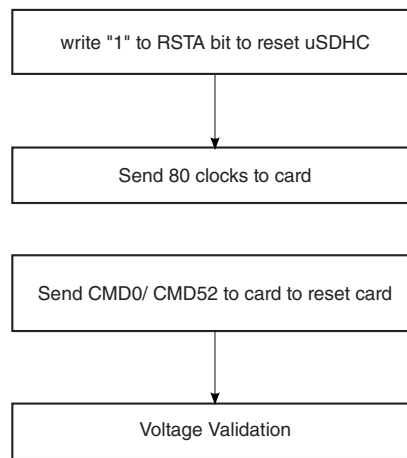 write "1" to RSTA bit to reset uSDHC
Send 80 clocks to card
Send CMD0/ CMD52 to card to reset card
Voltage Validation